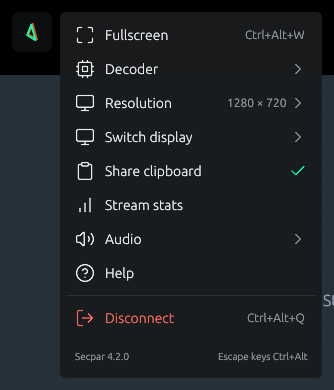 Fullscreen Ctrl+Alt+W
Decoder
Resolution 1280 × 720
Switch display
Share clipboard
Stream stats
Audio
Help
Disconnect Ctrl+Alt+Q
Secpar 4.2.0 Escape keys Ctrl+Alt